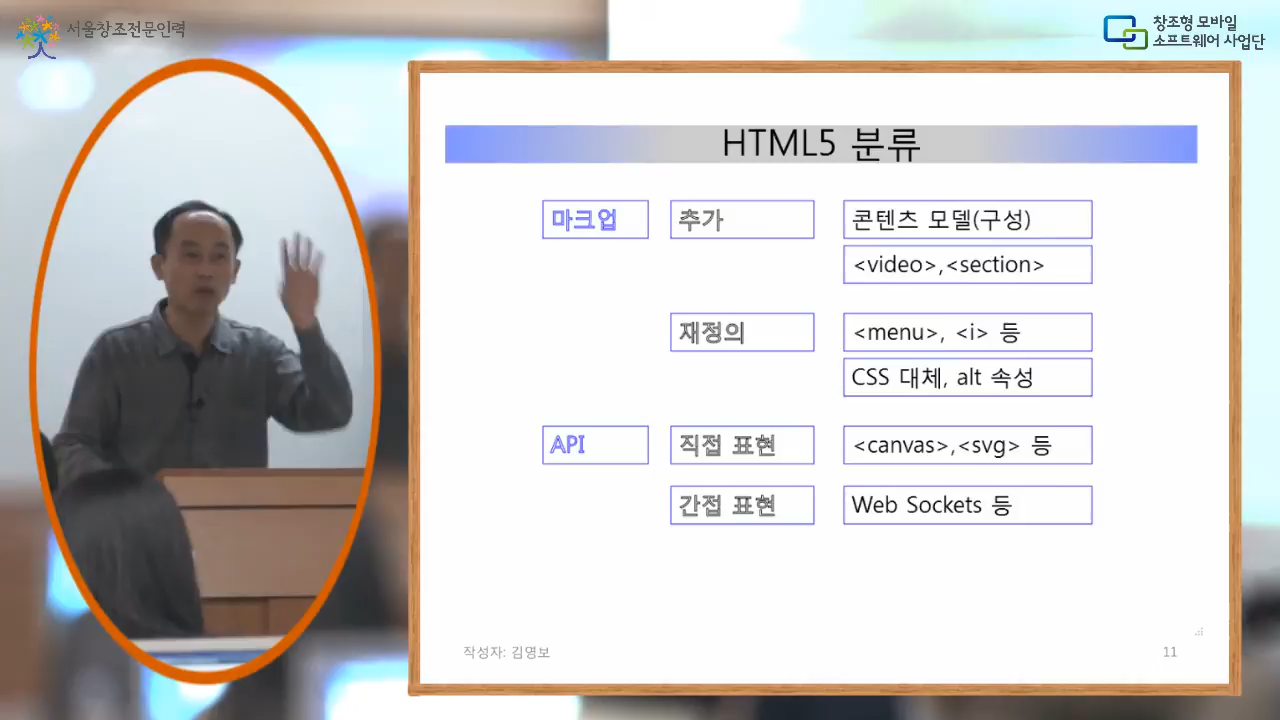 서울창조전문인력
창조형 모바일
소프트웨어 사업단
HTML5 분류
마크업 추가 콘텐츠 모델(구성)
<video>,<section>
재정의 <menu>, <i> 등
CSS 대체, alt 속성
API 직접 표현 <canvas>,<svg> 등
간접 표현 Web Sockets 등
작성자: 김영보 11